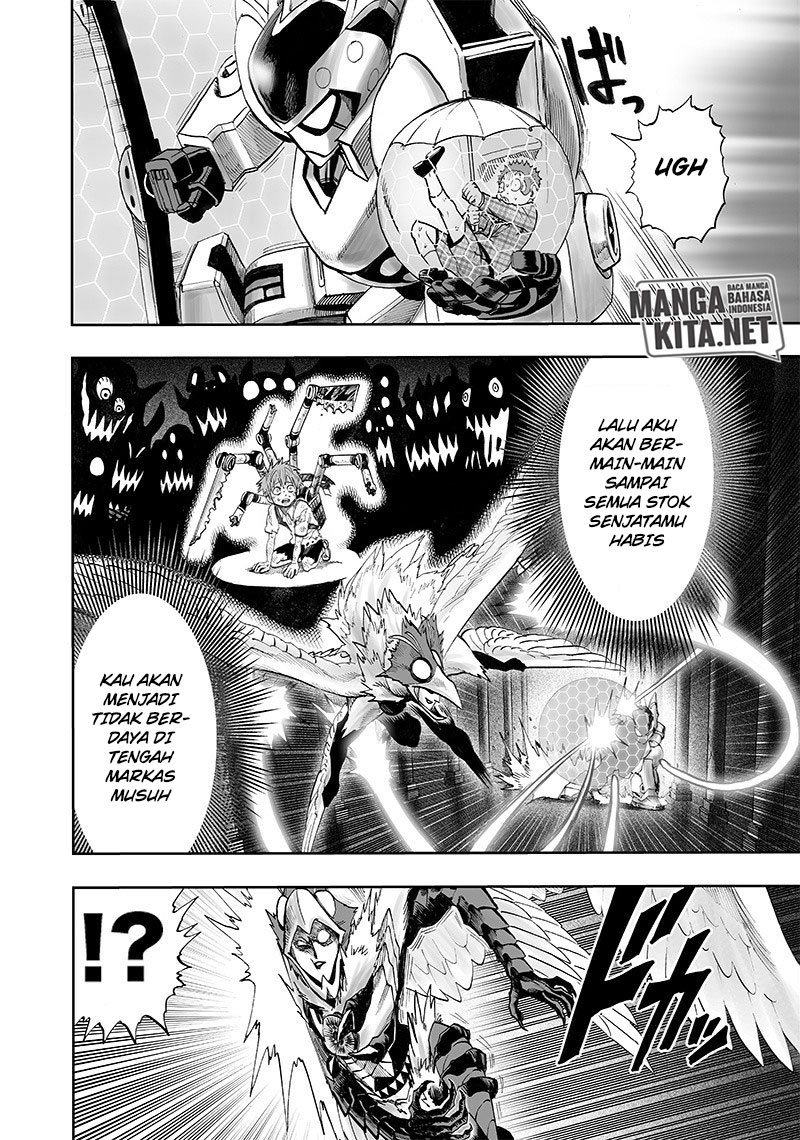 ばっ
UGH
MANGA
KITA.NET
BACA MANGA
BAHASA
INDONESIA
LALU AKU
AKAN BER-
MAIN-MAIN
SAMPAI
SEMUA STOK
SENJATAMU
HABIS
KAU AKAN
MENJADI
TIDAK BER-
DAYA DI
TENGAH
MARKAS
MUSUH
!?
ドカッ